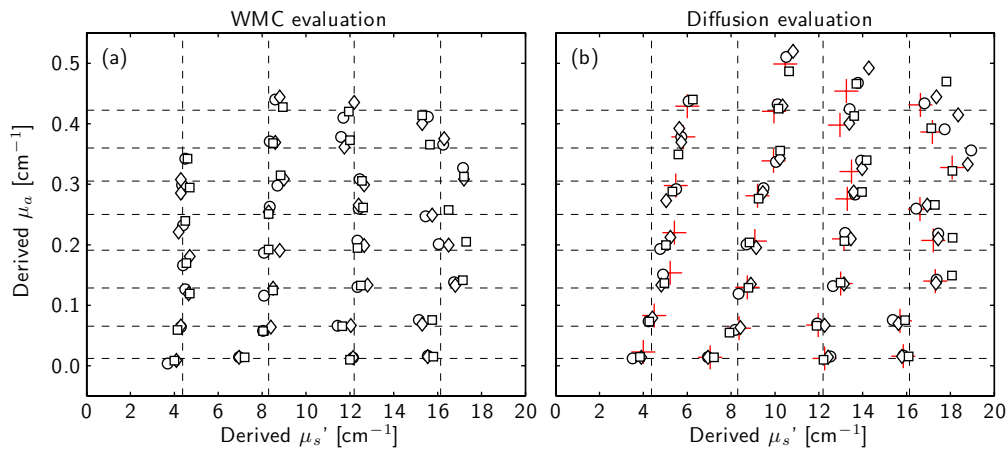 WMC evaluation
Diffusion evaluation
(a)
(b)
Derived μₐ [cm⁻¹]
0.5
0.4
0.3
0.2
0.1
0.0
0 2 4 6 8 10 12 14 16 18 20
0 2 4 6 8 10 12 14 16 18 20
Derived μₛ' [cm⁻¹]
Derived μₛ' [cm⁻¹]